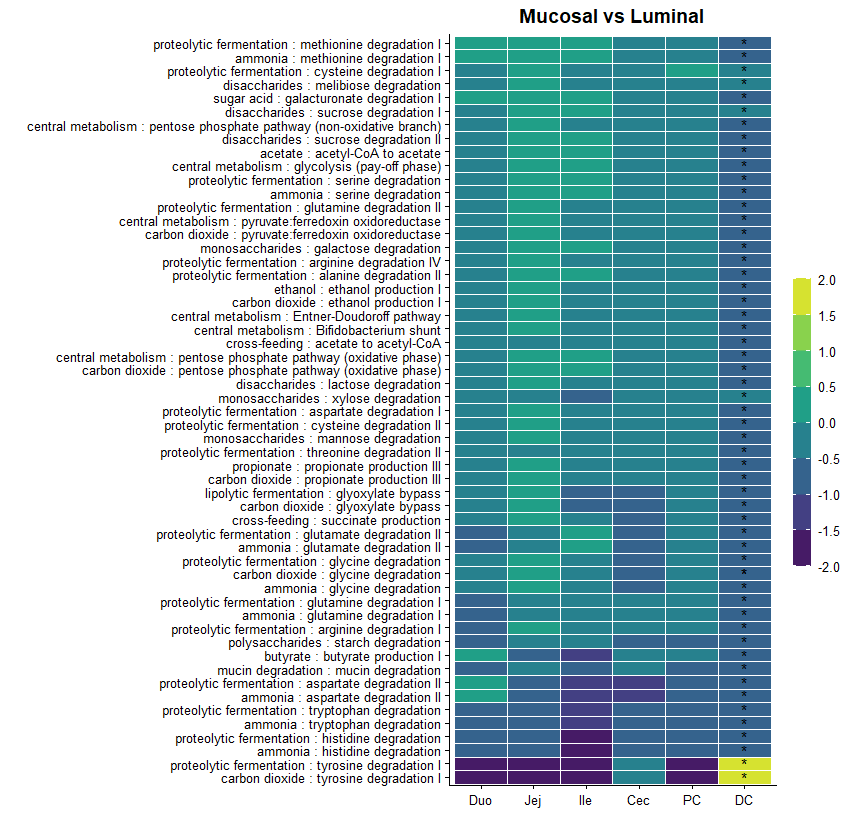 Mucosal vs Luminal
proteolytic fermentation : methionine degradation I *
ammonia : methionine degradation I *
proteolytic fermentation : cysteine degradation I *
disaccharides : melibiose degradation *
sugar acid : galacturonate degradation I *
disaccharides : sucrose degradation I *
central metabolism : pentose phosphate pathway (non-oxidative branch) *
disaccharides : sucrose degradation II *
acetate : acetyl-CoA to acetate *
central metabolism : glycolysis (pay-off phase) *
proteolytic fermentation : serine degradation *
ammonia : serine degradation *
proteolytic fermentation : glutamine degradation II *
central metabolism : pyruvate:ferredoxin oxidoreductase *
carbon dioxide : pyruvate:ferredoxin oxidoreductase *
monosaccharides : galactose degradation *
proteolytic fermentation : arginine degradation IV *
proteolytic fermentation : alanine degradation II *
ethanol : ethanol production I *
carbon dioxide : ethanol production I *
central metabolism : Entner-Doudoroff pathway *
central metabolism : Bifidobacterium shunt *
cross-feeding : acetate to acetyl-CoA *
central metabolism : pentose phosphate pathway (oxidative phase) *
carbon dioxide : pentose phosphate pathway (oxidative phase) *
disaccharides : lactose degradation *
monosaccharides : xylose degradation *
proteolytic fermentation : aspartate degradation I *
proteolytic fermentation : cysteine degradation II *
monosaccharides : mannose degradation *
proteolytic fermentation : threonine degradation II *
propionate : propionate production III *
carbon dioxide : propionate production III *
lipolytic fermentation : glyoxylate bypass *
carbon dioxide : glyoxylate bypass *
cross-feeding : succinate production *
proteolytic fermentation : glutamate degradation II *
ammonia : glutamate degradation II *
proteolytic fermentation : glycine degradation *
carbon dioxide : glycine degradation *
ammonia : glycine degradation *
proteolytic fermentation : glutamine degradation I *
ammonia : glutamine degradation I *
proteolytic fermentation : arginine degradation I *
polysaccharides : starch degradation *
butyrate : butyrate production I *
mucin degradation : mucin degradation *
proteolytic fermentation : aspartate degradation II *
ammonia : aspartate degradation II *
proteolytic fermentation : tryptophan degradation *
ammonia : tryptophan degradation *
proteolytic fermentation : histidine degradation *
ammonia : histidine degradation *
proteolytic fermentation : tyrosine degradation I *
carbon dioxide : tyrosine degradation I *
Duo Jej Ile Cec PC DC
2.0
1.5
1.0
0.5
0.0
-0.5
-1.0
-1.5
-2.0